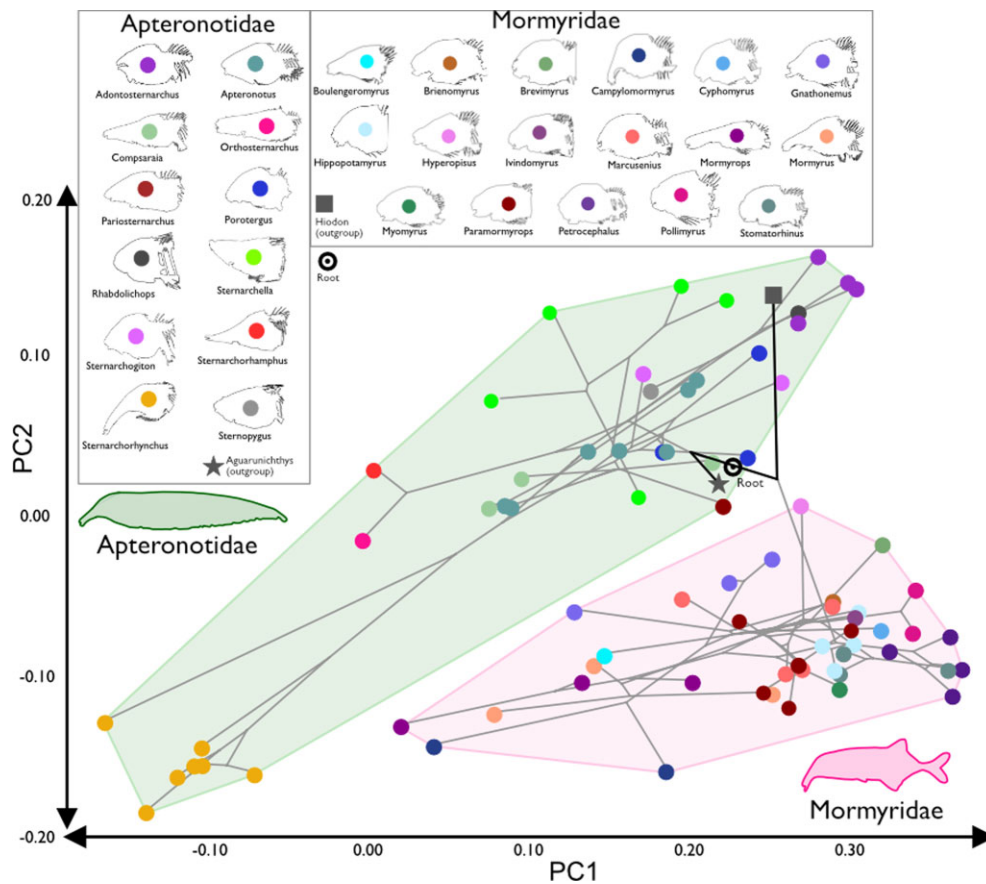 Apteronotidae
Adontosternarchus
Apteronotus
Compsaraia
Orthosternarchus
Pariosternarchus
Porotergus
Rhabdolichops
Sternarchella
Sternarchogiton
Sternarchorhamphus
Sternarchorhynchus
Sternopygus
Aguarunichthys
(outgroup)
Mormyridae
Boulengeromyrus
Brienomyrus
Brevimyrus
Campylomormyrus
Cyphomyrus
Gnathonemus
Hippopotamyrus
Hyperopisus
Ivindomyrus
Marcusenius
Mormyrops
Mormyrus
Hiodon
(outgroup)
Myomyrus
Paramormyrops
Petrocephalus
Pollimyrus
Stomatorhinus
Root
0.20
0.10
0.00
-0.10
-0.20
PC2
Apteronotidae
Root
Mormyridae
-0.10
0.00
0.10
0.20
0.30
PC1